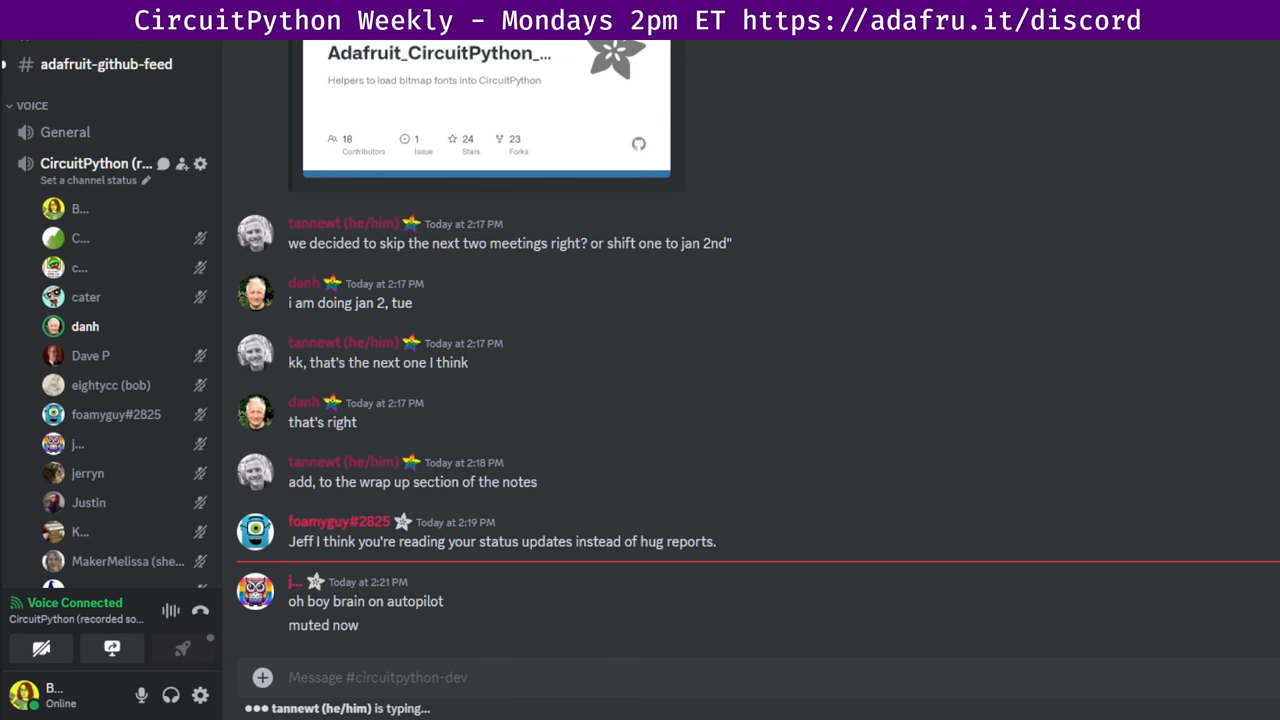 CircuitPython Weekly - Mondays 2pm ET https://adafru.it/discord
# adafruit-github-feed
VOICE
General
CircuitPython (r...
Set a channel status
B...
C...
c...
cater
danh
Dave P
eightycc (bob)
foamyguy#2825
j...
jerryn
Justin
K...
MakerMelissa (she...
Voice Connected
CircuitPython (recorded so...
B...
Online
Adafruit_CircuitPython_...
Helpers to load bitmap fonts into CircuitPython
18 1 24 23
Contributors Issue Stars Forks
tannewt (he/him) Today at 2:17 PM
we decided to skip the next two meetings right? or shift one to jan 2nd"
danh Today at 2:17 PM
i am doing jan 2, tue
tannewt (he/him) Today at 2:17 PM
kk, that's the next one I think
danh Today at 2:17 PM
that's right
tannewt (he/him) Today at 2:18 PM
add, to the wrap up section of the notes
foamyguy#2825 Today at 2:19 PM
Jeff I think you're reading your status updates instead of hug reports.
j... Today at 2:21 PM
oh boy brain on autopilot
muted now
Message #circuitpython-dev
tannewt (he/him) is typing...